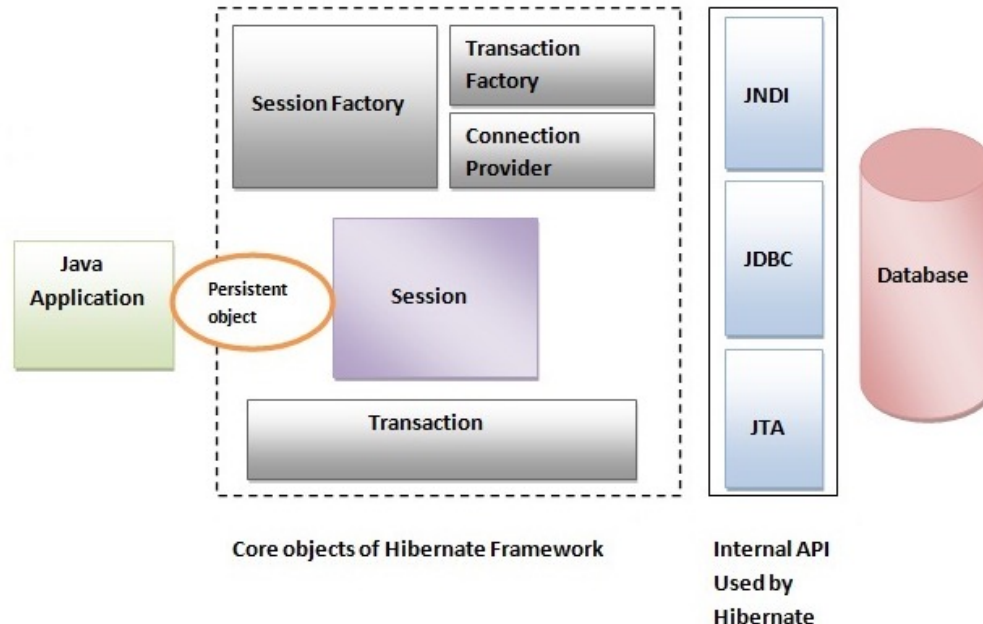 Session Factory
Transaction
Factory
Connection
Provider
Java
Application
Persistent
object
Session
Transaction
JNDI
JDBC
JTA
Database
Core objects of Hibernate Framework
Internal API
Used by
Hibernate